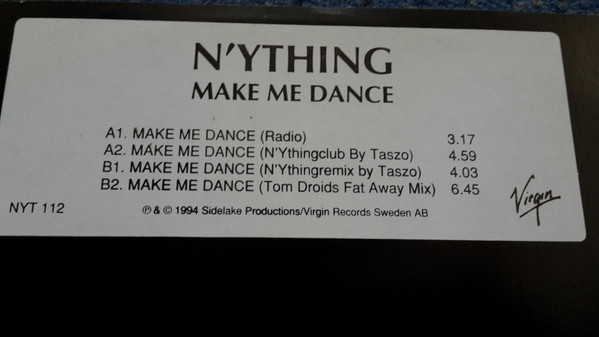 N'YTHING
MAKE ME DANCE
A1. MAKE ME DANCE (Radio) 3.17
A2. MAKE ME DANCE (N'Ythingclub By Taszo) 4.59
B1. MAKE ME DANCE (N'Ythingremix by Taszo) 4.03
B2. MAKE ME DANCE (Tom Droids Fat Away Mix) 6.45
NYT 112 ℗ & © 1994 Sidelake Productions/Virgin Records Sweden AB Virgin